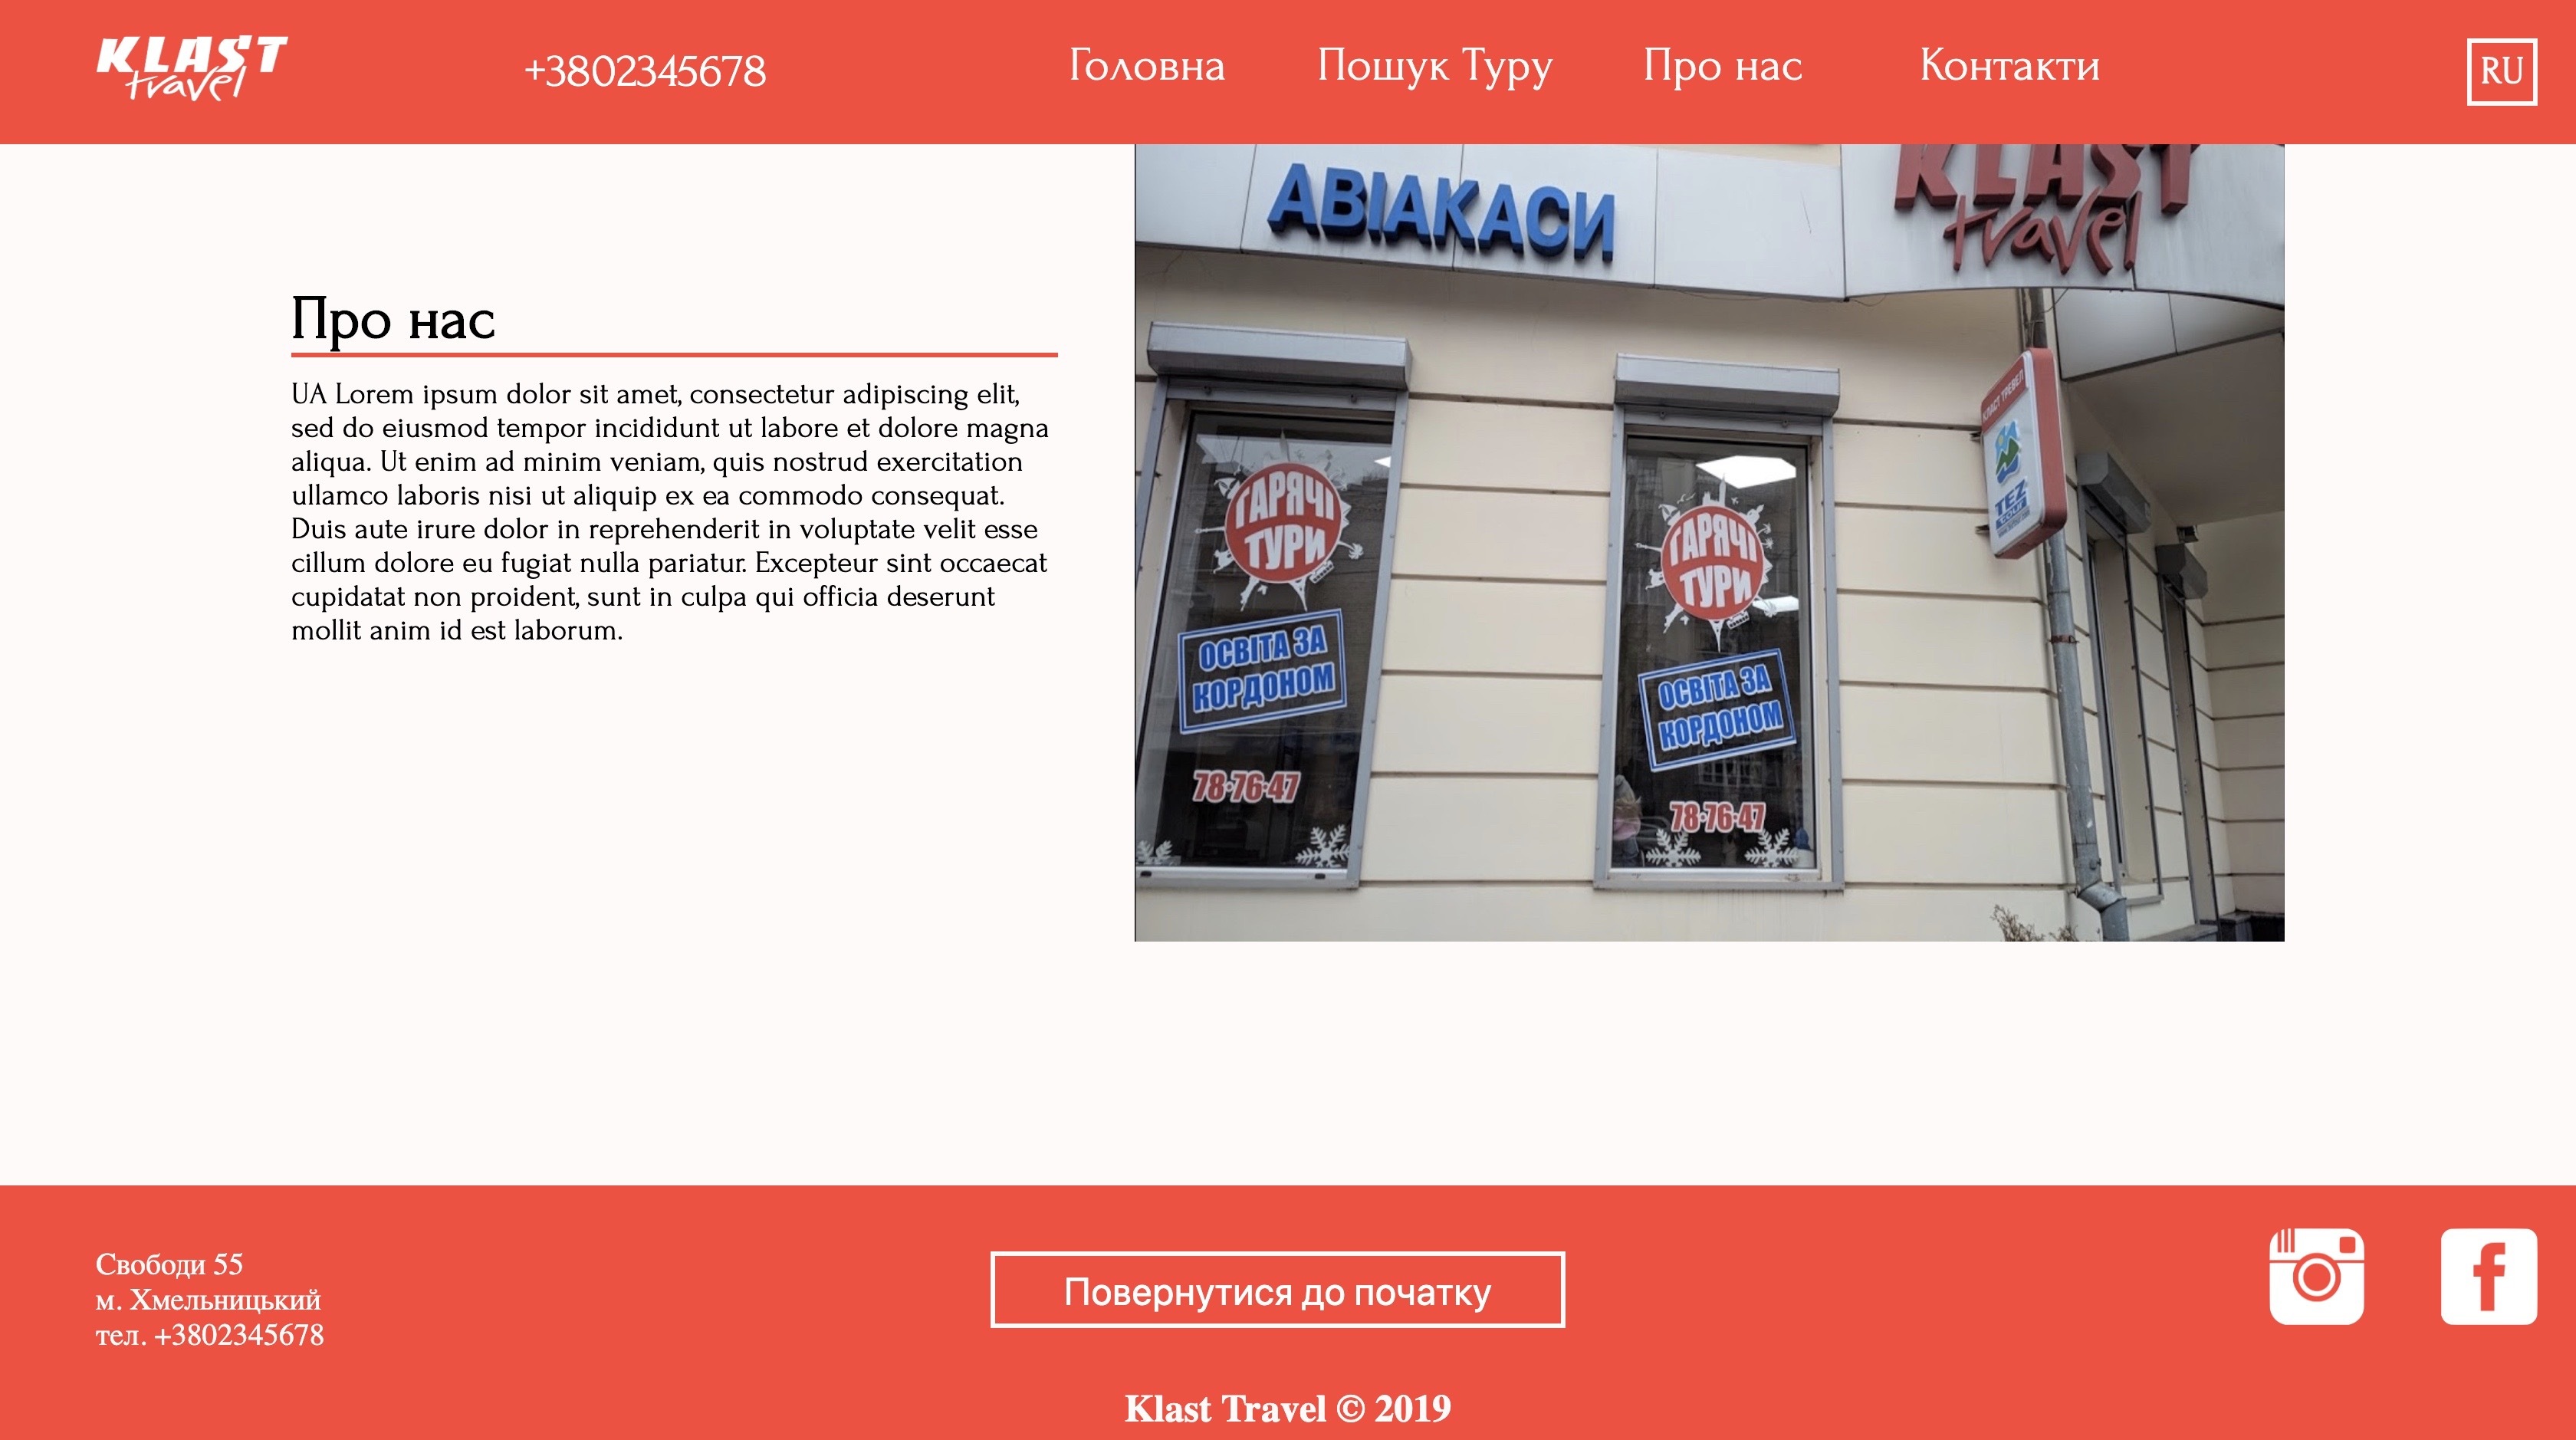 KLAST
travel
+3802345678
Головна
Пошук Туру
Про нас
Контакти
RU
Про нас
UA Lorem ipsum dolor sit amet, consectetur adipiscing elit,
sed do eiusmod tempor incididunt ut labore et dolore magna
aliqua. Ut enim ad minim veniam, quis nostrud exercitation
ullamco laboris nisi ut aliquip ex ea commodo consequat.
Duis aute irure dolor in reprehenderit in voluptate velit esse
cillum dolore eu fugiat nulla pariatur. Excepteur sint occaecat
cupidatat non proident, sunt in culpa qui officia deserunt
mollit anim id est laborum.
АВІАКАСИ
KLAST
travel
КЛАСТ ТРЕВЕЛ
TEZ
TOUR
ГАРЯЧІ
ТУРИ
ОСВІТА ЗА
КОРДОНОМ
78-76-47
ГАРЯЧІ
ТУРИ
ОСВІТА ЗА
КОРДОНОМ
78-76-47
Свободи 55
м. Хмельницький
тел. +3802345678
Повернутися до початку
Klast Travel © 2019